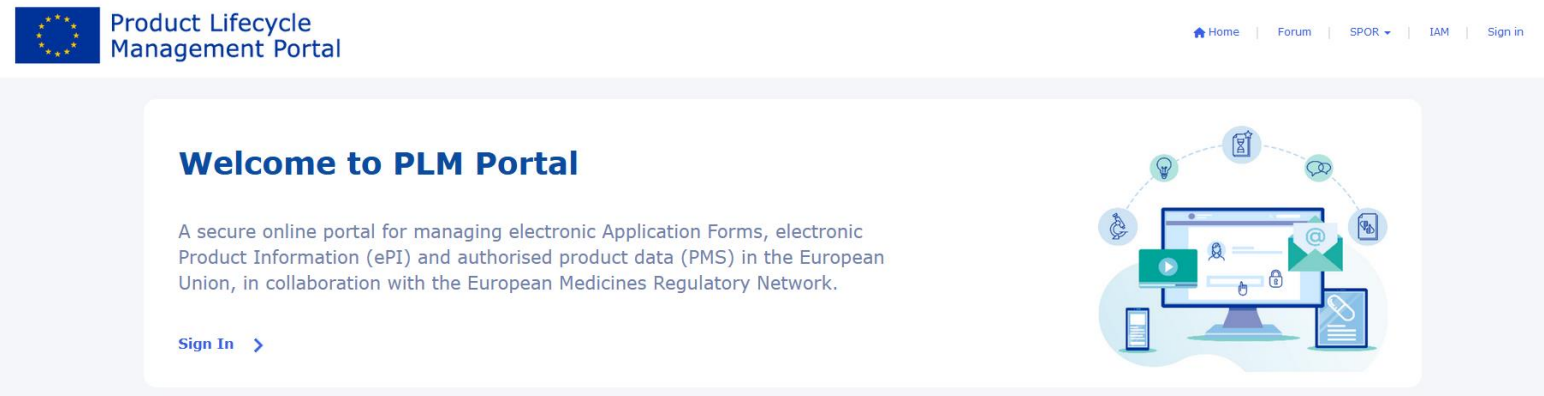 Product Lifecycle
Management Portal
Home | Forum | SPOR | IAM | Sign in
Welcome to PLM Portal
A secure online portal for managing electronic Application Forms, electronic
Product Information (ePI) and authorised product data (PMS) in the European
Union, in collaboration with the European Medicines Regulatory Network.
@
Sign In